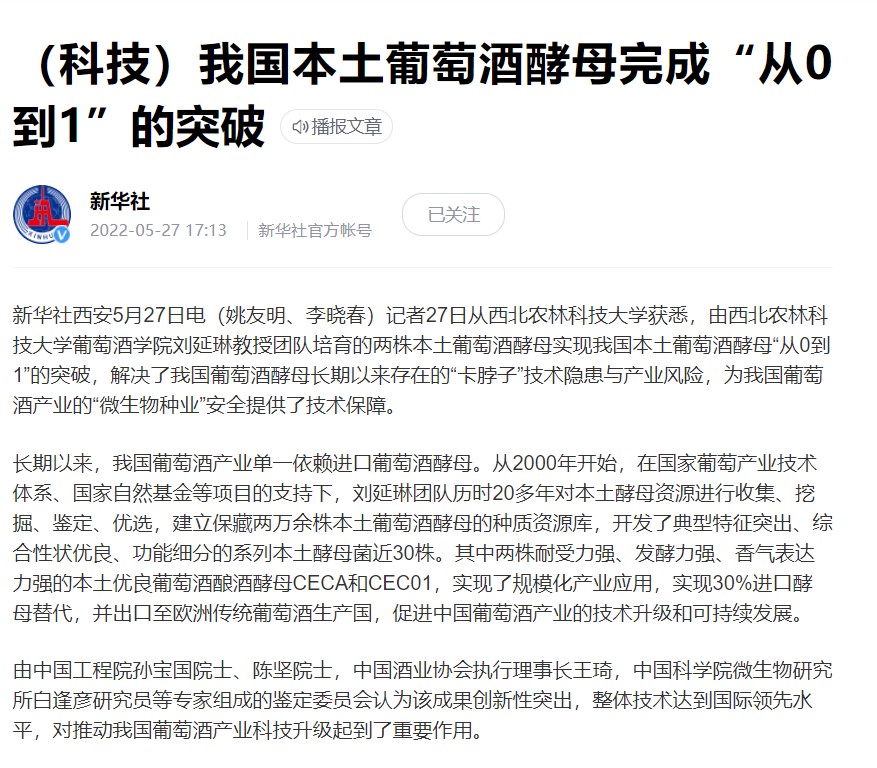 （科技）我国本土葡萄酒酵母完成“从0
到1”的突破
播报文章
新华社
2022-05-27 17:13
新华社官方帐号
已关注
XINHU
新华社西安5月27日电（姚友明、李晓春）记者27日从西北农林科技大学获悉，由西北农林科
技大学葡萄酒学院刘延琳教授团队培育的两株本土葡萄酒酵母实现我国本土葡萄酒酵母“从0到
1”的突破，解决了我国葡萄酒酵母长期以来存在的“卡脖子”技术隐患与产业风险，为我国葡萄
酒产业的“微生物种业”安全提供了技术保障。
长期以来，我国葡萄酒产业单一依赖进口葡萄酒酵母。从2000年开始，在国家葡萄产业技术
体系、国家自然基金等项目的支持下，刘延琳团队历时20多年对本土酵母资源进行收集、挖
掘、鉴定、优选，建立保藏两万余株本土葡萄酒酵母的种质资源库，开发了典型特征突出、综
合性状优良、功能细分的系列本土酵母菌近30株。其中两株耐受力强、发酵力强、香气表达
力强的本土优良葡萄酒酿酒酵母CECA和CEC01，实现了规模化产业应用，实现30%进口酵
母替代，并出口至欧洲传统葡萄酒生产国，促进中国葡萄酒产业的技术升级和可持续发展。
由中国工程院孙宝国院士、陈坚院士，中国酒业协会执行理事长王琦，中国科学院微生物研究
所白逢彦研究员等专家组成的鉴定委员会认为该成果创新性突出，整体技术达到国际领先水
平，对推动我国葡萄酒产业科技升级起到了重要作用。